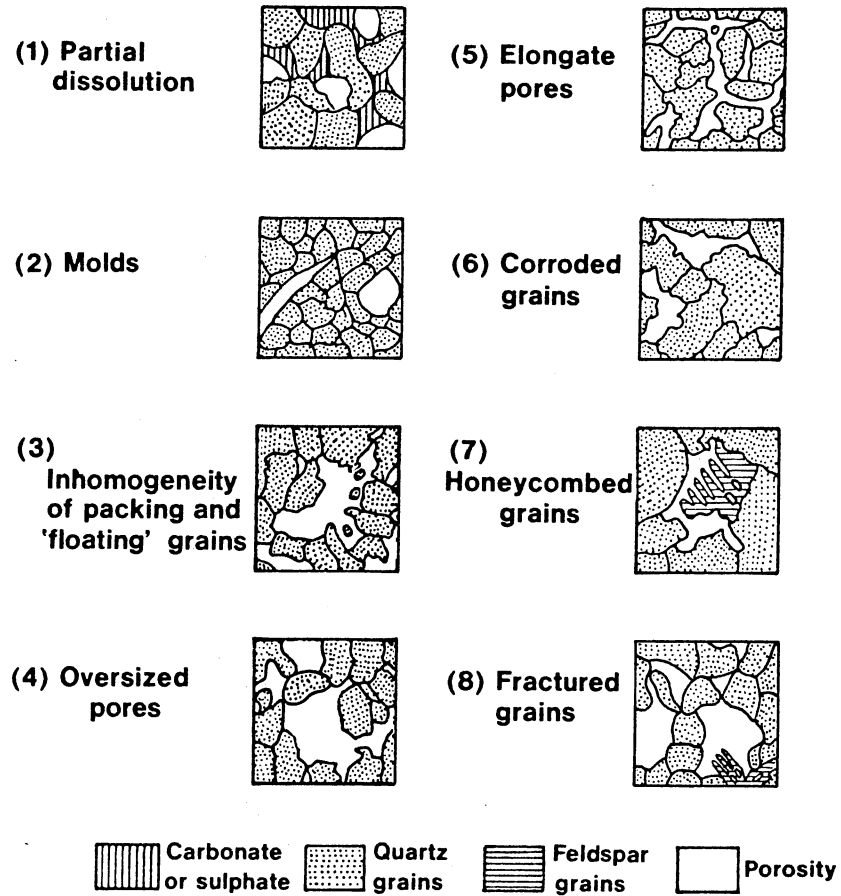 (1) Partial
dissolution
(2) Molds
(3)
Inhomogeneity
of packing and
'floating' grains
(4) Oversized
pores
(5) Elongate
pores
(6) Corroded
grains
(7)
Honeycombed
grains
(8) Fractured
grains
Carbonate
or sulphate
Quartz
grains
Feldspar
grains
Porosity